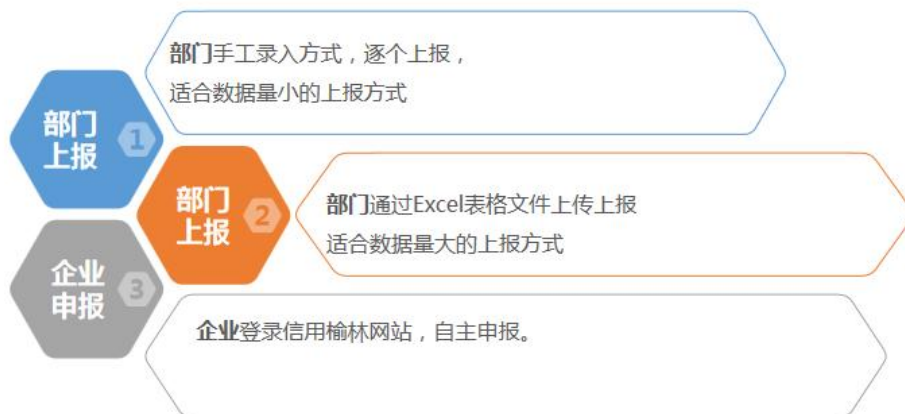 部门手工录入方式，逐个上报，
适合数据量小的上报方式
部门
上报
1
部门
上报
2
部门通过Excel表格文件上传上报
适合数据量大的上报方式
企业
申报
3
企业登录信用榆林网站，自主申报。